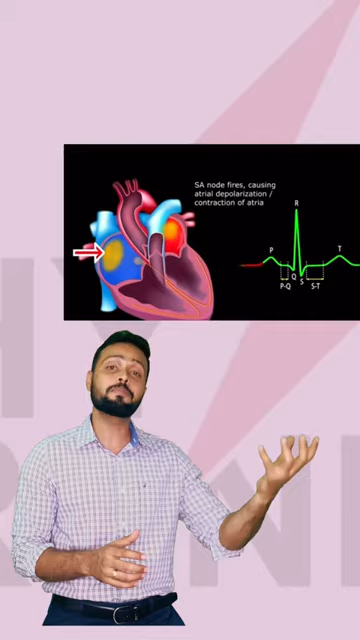 SA node fires, causing
atrial depolarization /
contraction of atria
R
P
T
Q
S
P-Q
S-T